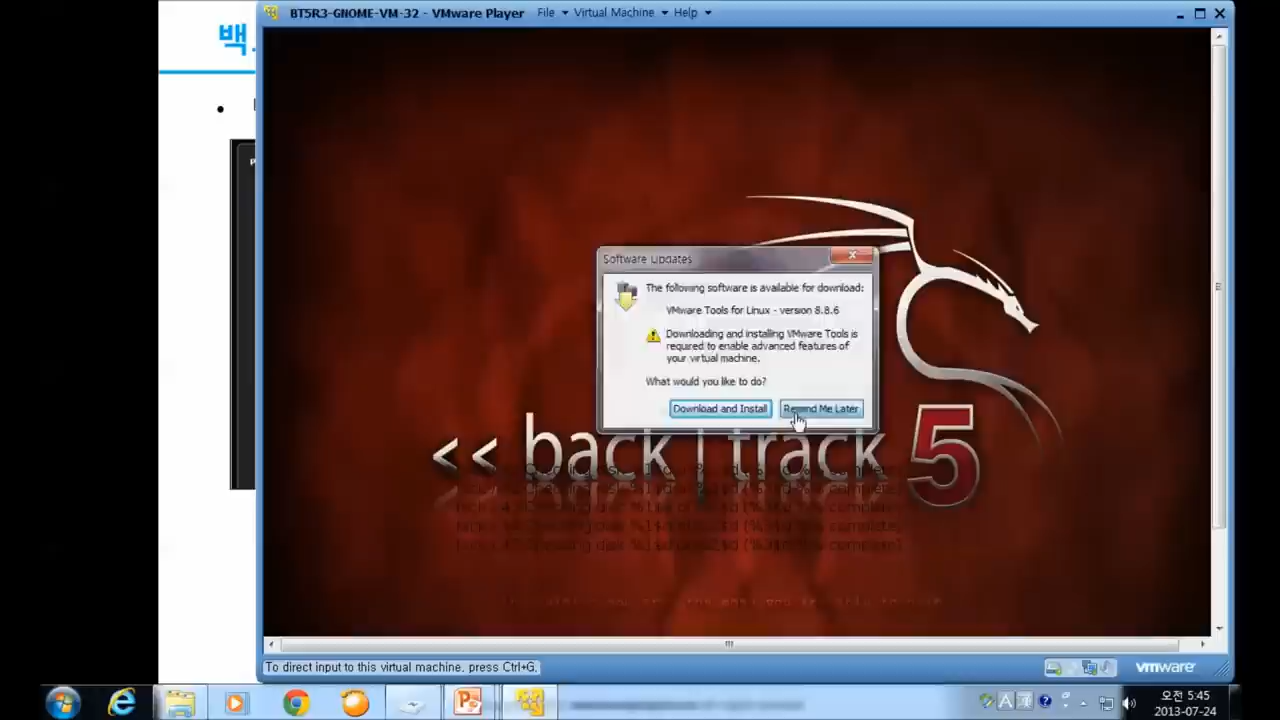 BT5R3-GNOME-VM-32 - VMware Player File Virtual Machine Help
백
Software Updates
The following software is available for download:
VMware Tools for Linux - version 8.8.6
Downloading and installing VMware Tools is
required to enable advanced features of
your virtual machine.
What would you like to do?
Download and Install Remind Me Later
<< back | track 5
To direct input to this virtual machine, press Ctrl+G.
vmware
오전 5:45
2013-07-24